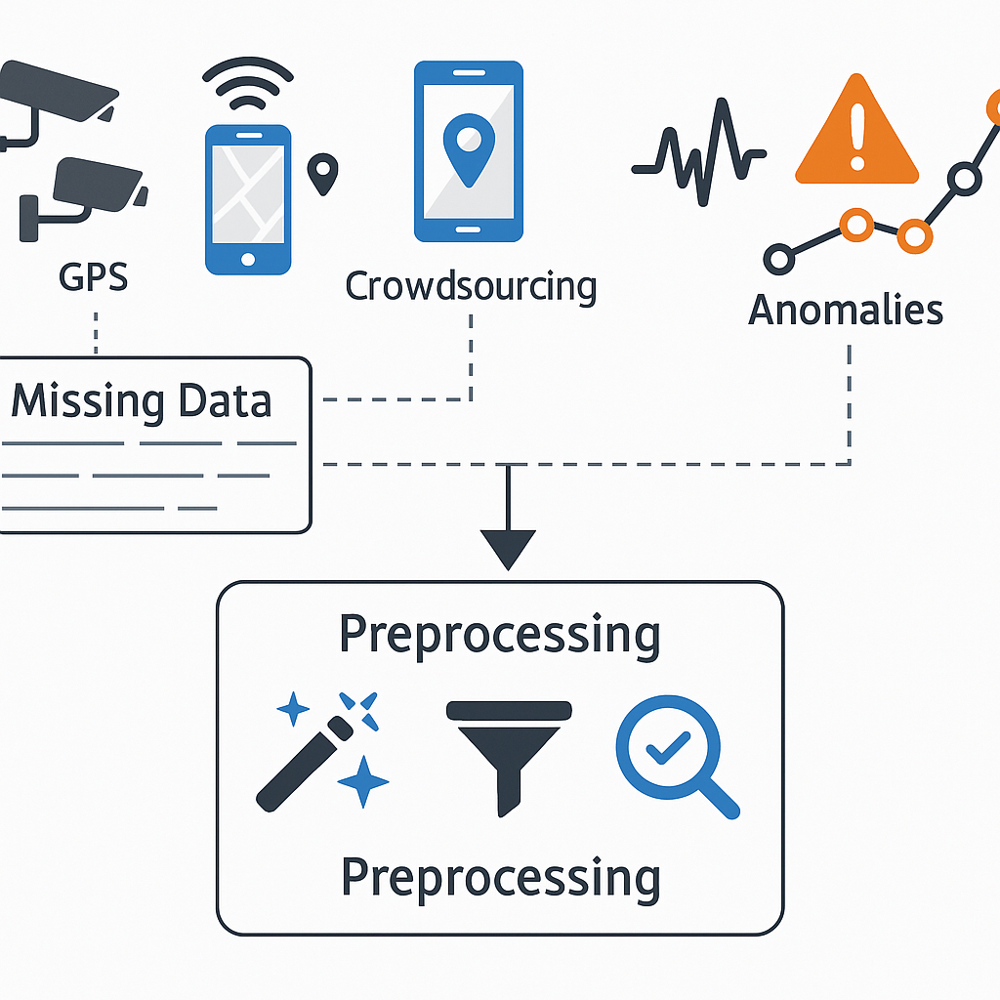 GPS
Crowdsourcing
Anomalies
Missing Data
Preprocessing
Preprocessing